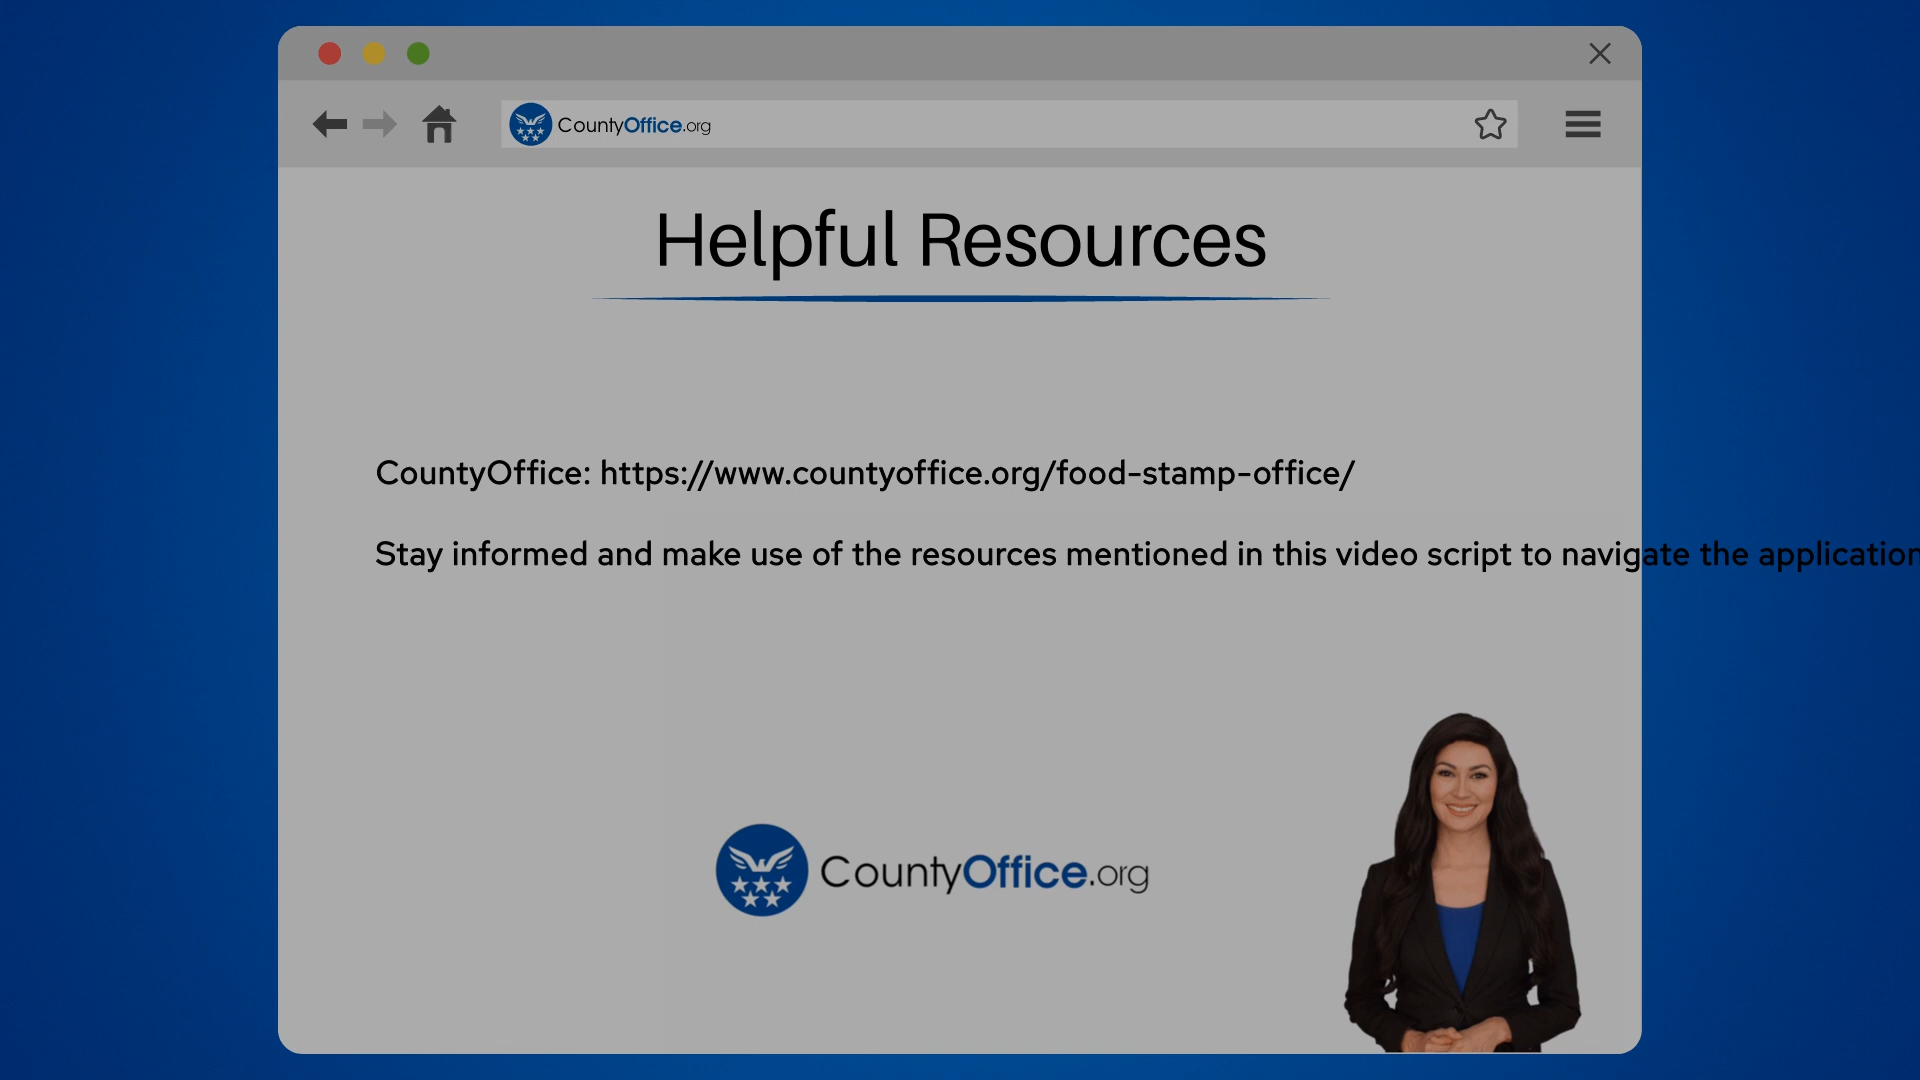 CountyOffice.org
Helpful Resources
CountyOffice: https://www.countyoffice.org/food-stamp-office/
Stay informed and make use of the resources mentioned in this video script to navigate the application
CountyOffice.org